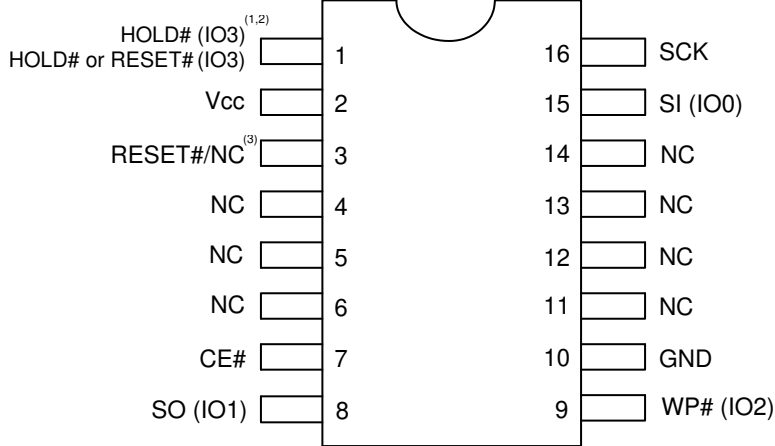 HOLD# (IO3)(1,2)
HOLD# or RESET# (IO3)
1
16
SCK
Vcc
2
15
SI (IO0)
RESET#/NC(3)
3
14
NC
NC
4
13
NC
NC
5
12
NC
NC
6
11
NC
CE#
7
10
GND
SO (IO1)
8
9
WP# (IO2)